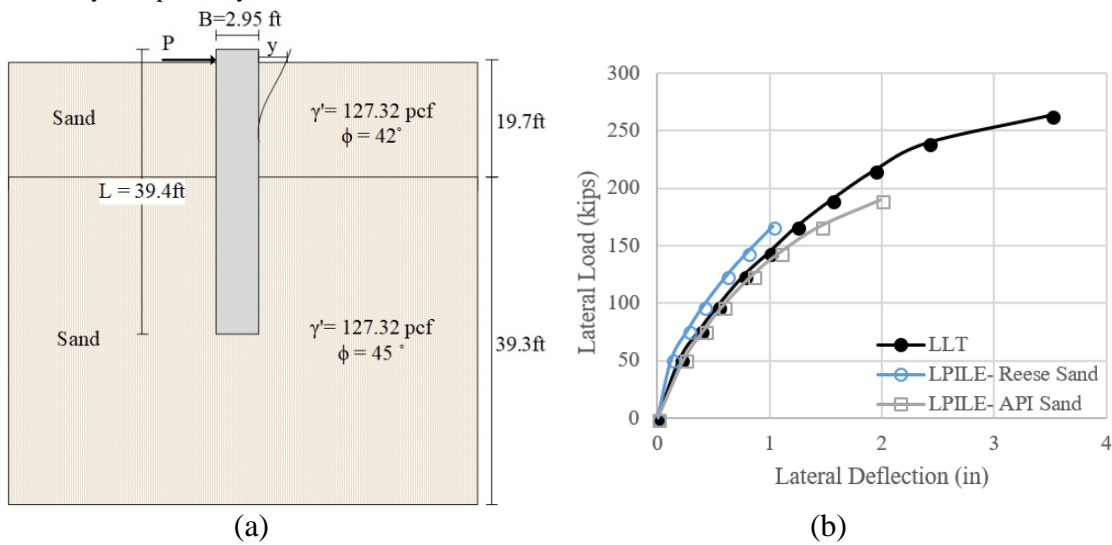 B=2.95 ft
P
y
Sand
γ'= 127.32 pcf
ϕ = 42°
19.7ft
L = 39.4ft
Sand
γ'= 127.32 pcf
ϕ = 45 °
39.3ft
(a)
300
250
200
150
100
50
0
Lateral Load (kips)
LLT
LPILE- Reese Sand
LPILE- API Sand
0
1
2
3
4
Lateral Deflection (in)
(b)